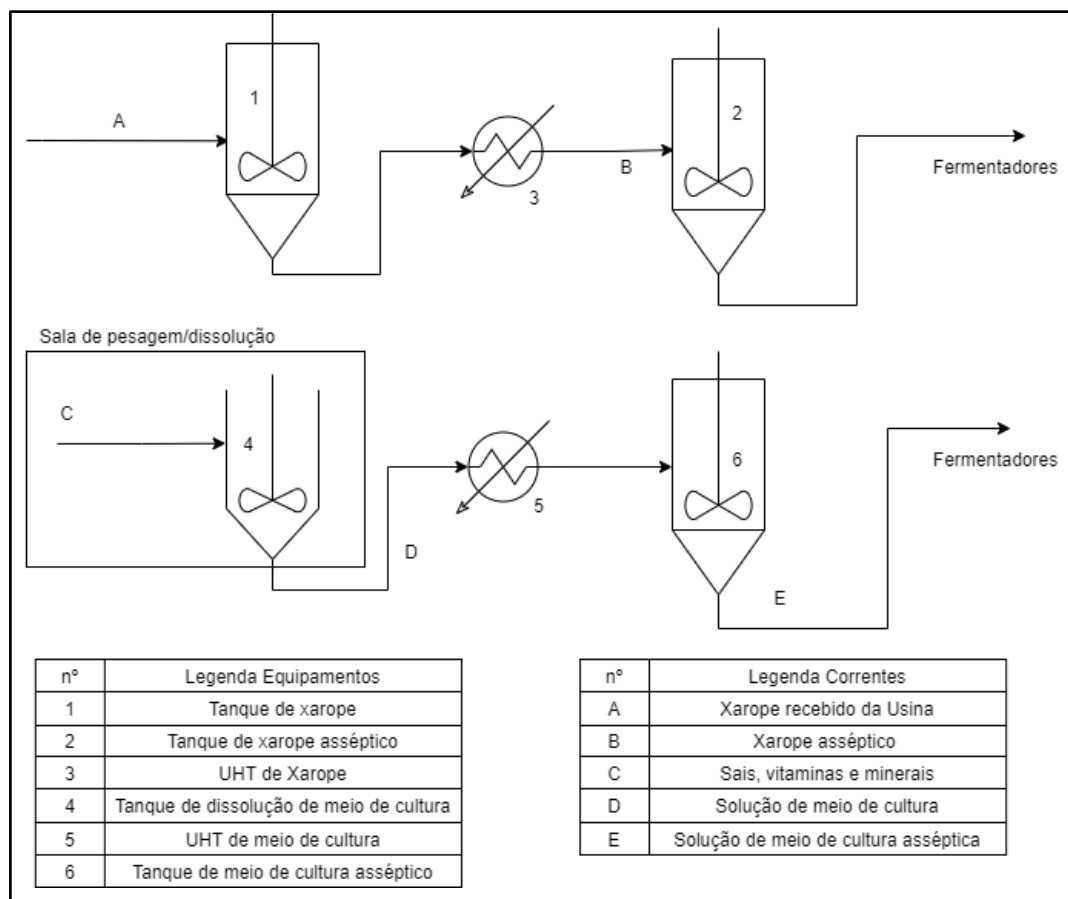 A
1
3
B
2
Fermentadores
Sala de pesagem/dissolução
C
4
D
5
6
E
Fermentadores
nº Legenda Equipamentos
1 Tanque de xarope
2 Tanque de xarope asséptico
3 UHT de Xarope
4 Tanque de dissolução de meio de cultura
5 UHT de meio de cultura
6 Tanque de meio de cultura asséptico
nº Legenda Correntes
A Xarope recebido da Usina
B Xarope asséptico
C Sais, vitaminas e minerais
D Solução de meio de cultura
E Solução de meio de cultura asséptica